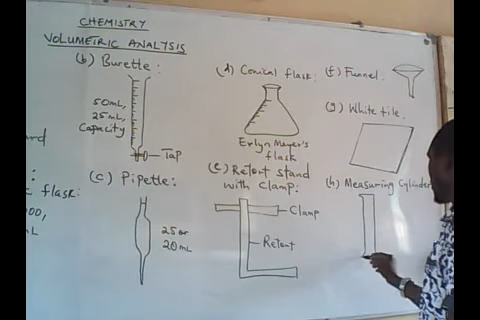 CHEMISTRY
VOLUMETRIC ANALYSIS
(b) Burette:
50mL,
25mL,
Capacity
Tap
(c) Pipette:
25 or
20mL
(d) Conical flask:
Erlyn Meyer's
flask
(e) Retort stand
with clamp:
Clamp
Retort
(f) Funnel
(g) White tile.
(h) Measuring Cylinder
flask: